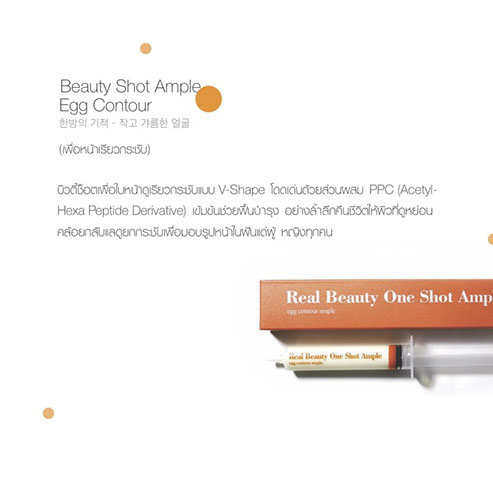 Beauty Shot Ample
Egg Contour
한방의 기적 - 작고 갸름한 얼굴
(เพื่อหน้าเรียวกระชับ)
บิวตี้ช็อตเพื่อใบหน้าดูเรียวกระชับแบบ V-Shape โดดเด่นด้วยส่วนผสม PPC (Acetyl-
Hexa Peptide Derivative) เข้มข้นช่วยฟื้นบำรุง อย่างล้ำลึกคืนชีวิตให้ผิวที่ดูหย่อน
คล้อยกลับแลดูยกกระชับเพื่อมอบรูปหน้าในฝันแด่ผู้ หญิงทุกคน
Real Beauty One Shot Amp
egg contour ample
Real Beauty One Shot Ample
egg contour ample.